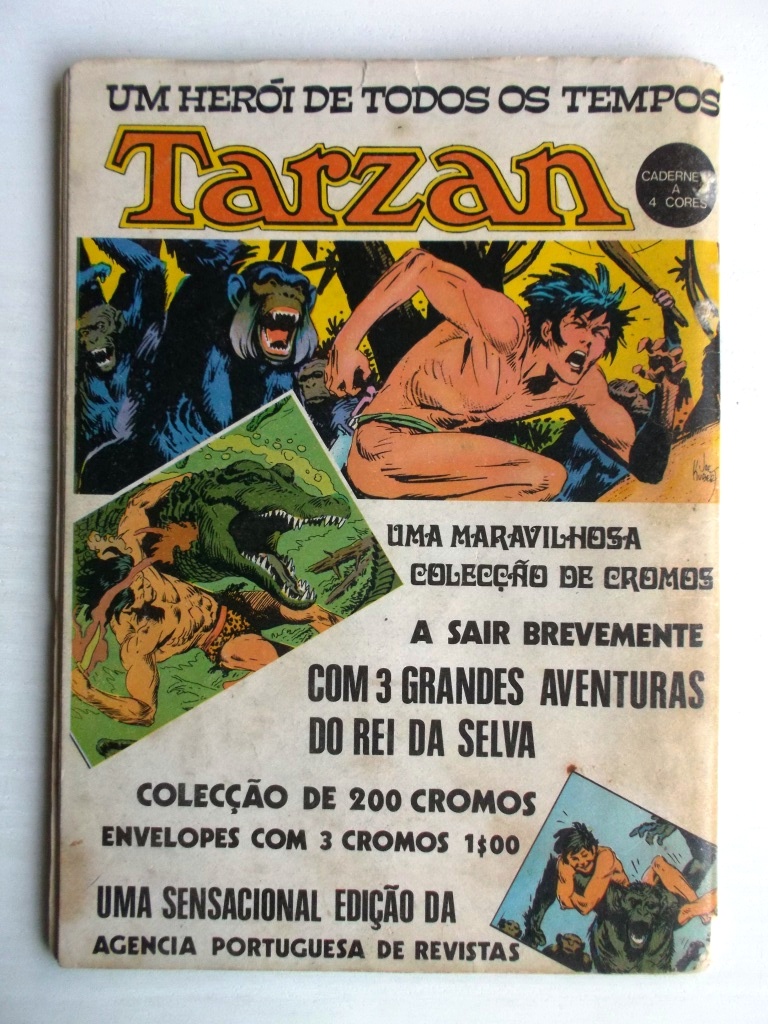 UM HERÓI DE TODOS OS TEMPOS
Tarzan
A
4 CORES
UMA MARAVILHOSA
COLECÇÃO DE CROMOS
A SAIR BREVEMENTE
COM 3 GRANDES AVENTURAS
DO REI DA SELVA
COLECÇÃO DE 200 CROMOS
ENVELOPES COM 3 CROMOS 1$00
UMA SENSACIONAL EDIÇÃO DA
AGENCIA PORTUGUESA DE REVISTAS